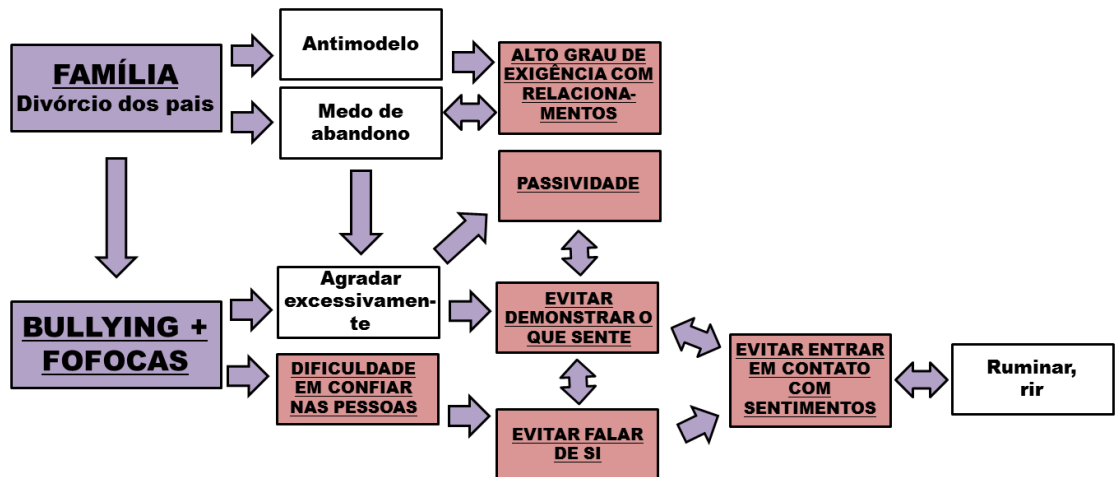 FAMÍLIA
Divórcio dos pais
Antimodelo
Medo de
abandono
ALTO GRAU DE
EXIGÊNCIA COM
RELACIONA-
MENTOS
PASSIVIDADE
BULLYING +
FOFOCAS
Agradar
excessivamen-
te
DIFICULDADE
EM CONFIAR
NAS PESSOAS
EVITAR
DEMONSTRAR O
QUE SENTE
EVITAR FALAR
DE SI
EVITAR ENTRAR
EM CONTATO
COM
SENTIMENTOS
Ruminar,
rir